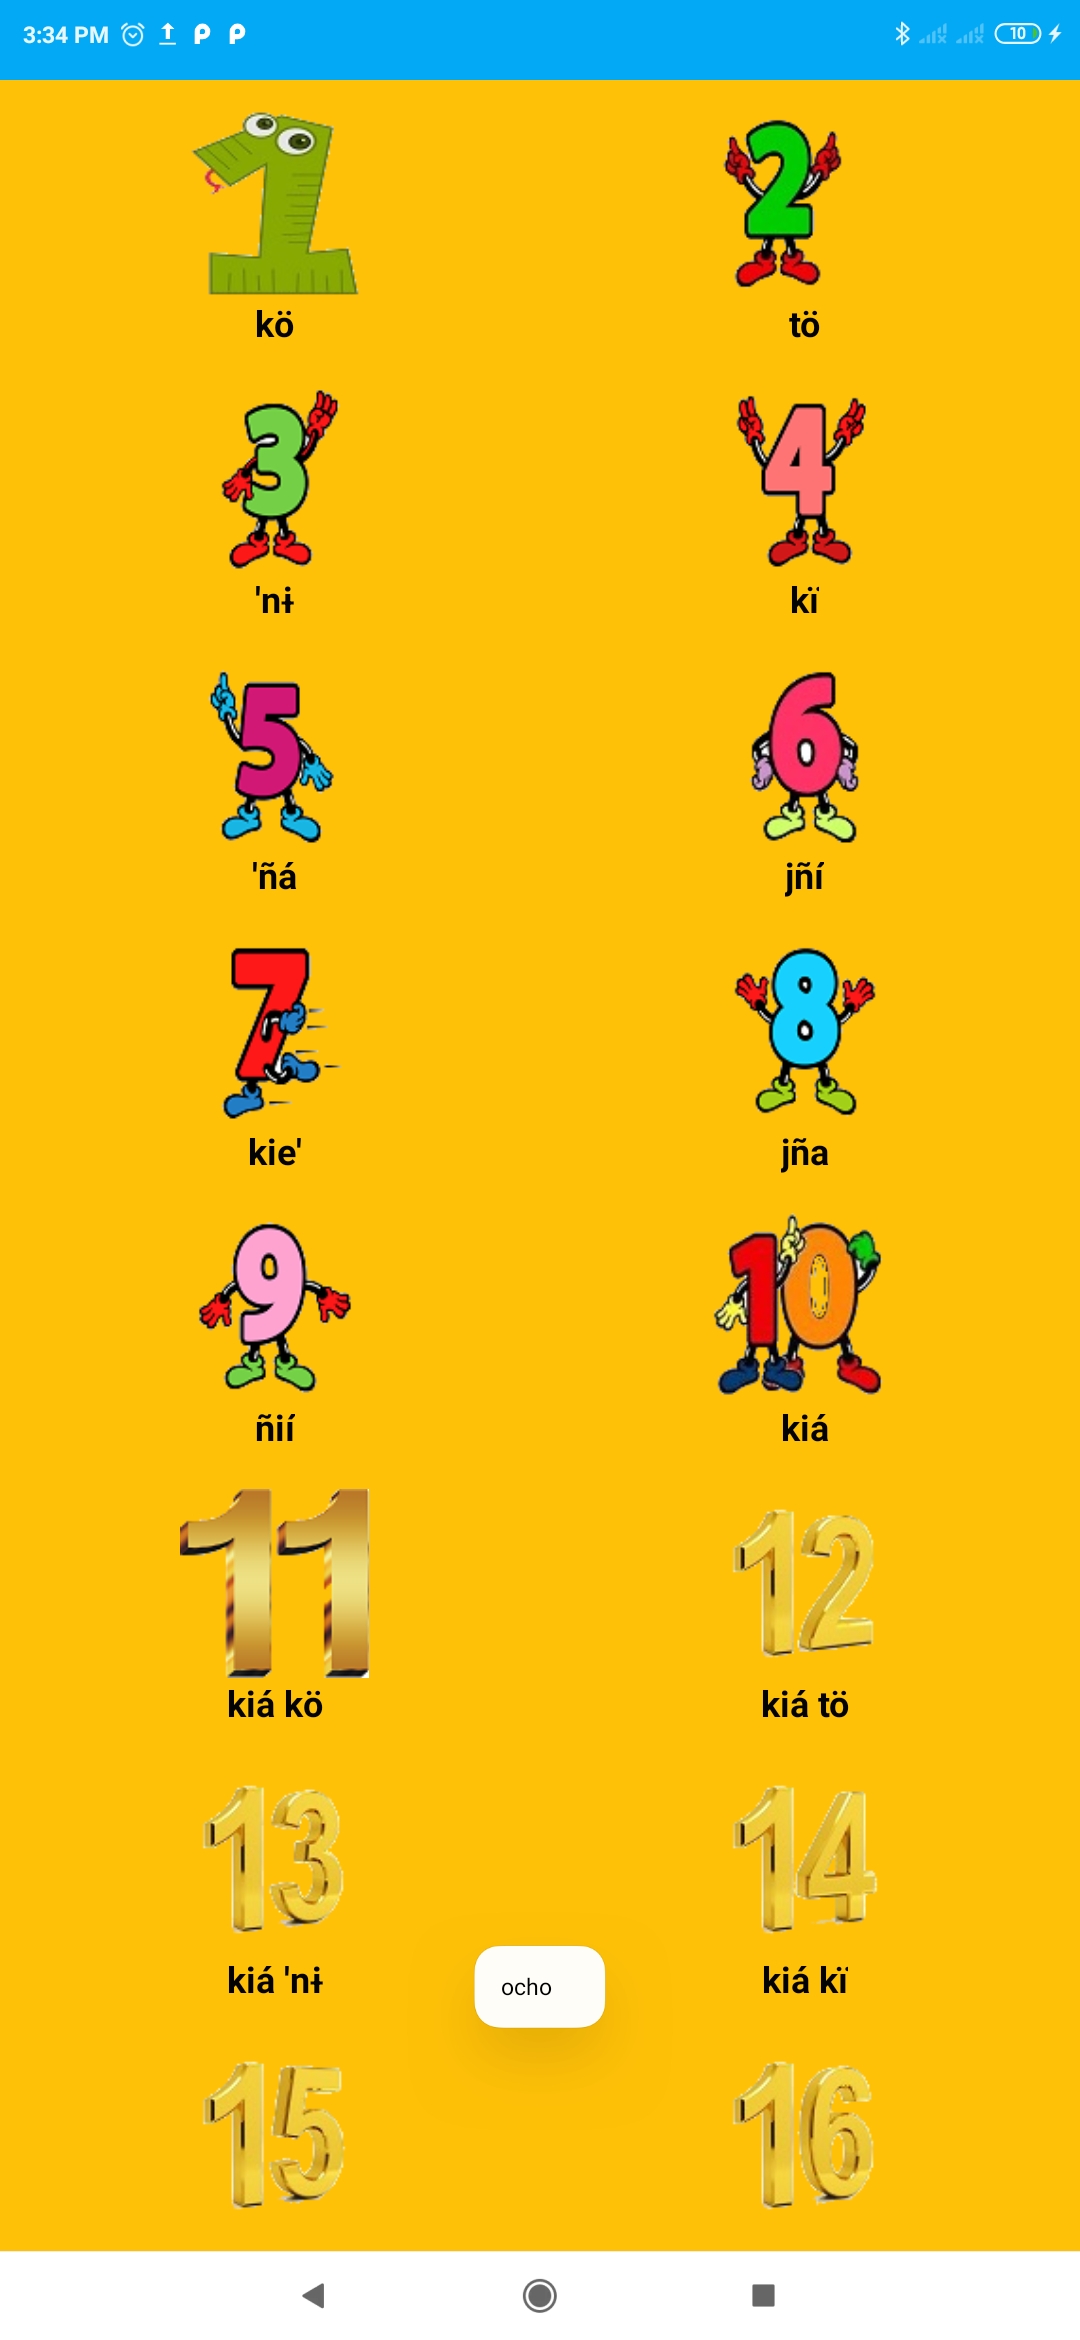 3:34 PM
10
1 2
kö tö
3 4
'nɨ kï
5 6
'ñá jñí
7 8
kie' jña
9 10
ñií kiá
11 12
kiá kö kiá tö
13 14
kiá 'nɨ kiá kï
ocho
15 16